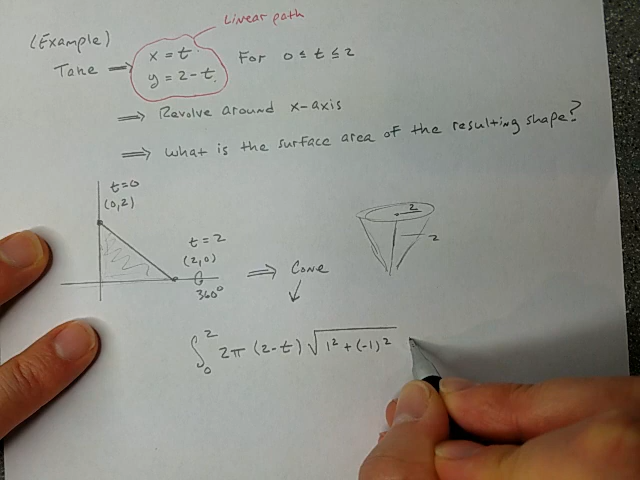 Linear path
(Example)
Take ⇒ x = t
y = 2 - t
For 0 ≤ t ≤ 2
⇒ Revolve around x-axis
⇒ What is the surface area of the resulting shape?
t = 0
(0,2)
t = 2
(2,0)
360°
⇒ Cone
2
2
∫₀² 2π (2-t) √(1² + (-1)²)